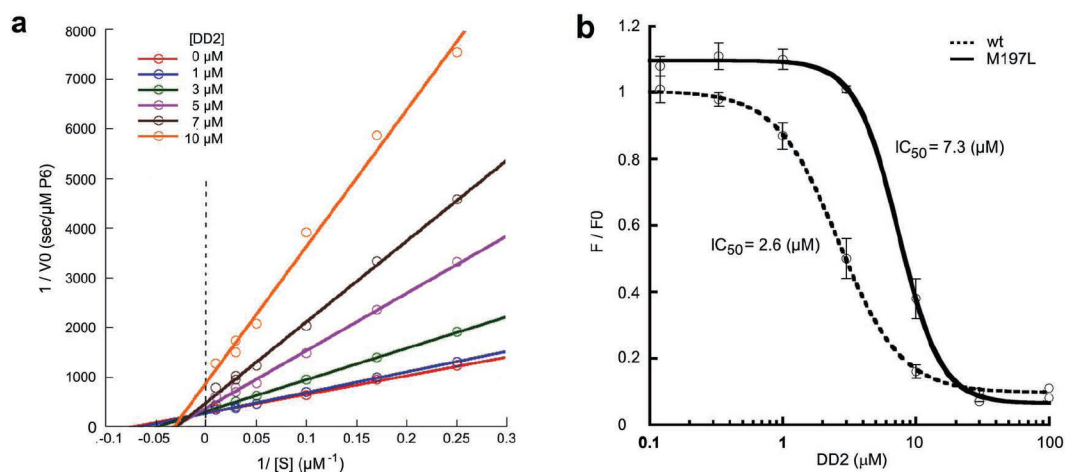 a
[DD2]
0 µM
1 µM
3 µM
5 µM
7 µM
10 µM
1 / V0 (sec/µM P6)
8000
7000
6000
5000
4000
3000
2000
1000
0
-0.1
-0.05
0
0.05
0.1
0.15
0.2
0.25
0.3
1/ [S] (µM⁻¹)
b
wt
M197L
F / F0
1.2
1
0.8
0.6
0.4
0.2
0
IC50 = 7.3 (µM)
IC50 = 2.6 (µM)
0.1
1
10
100
DD2 (µM)